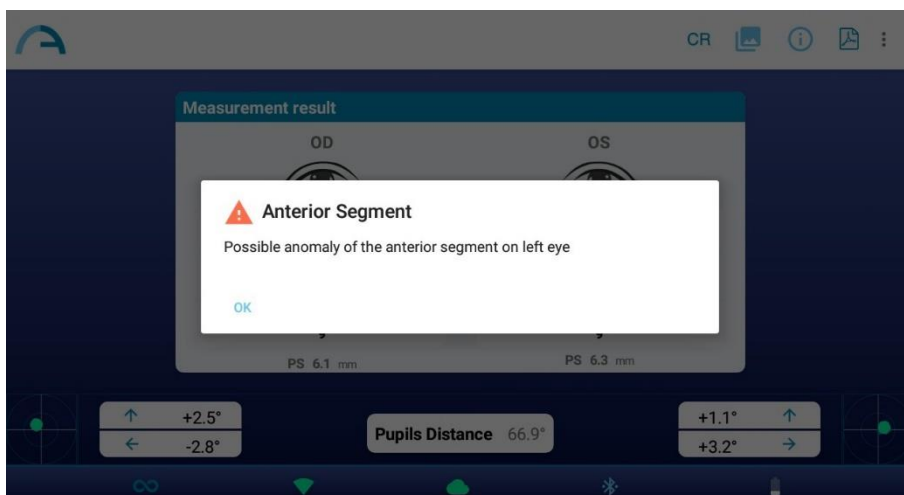 CR
Measurement result
OD OS
Anterior Segment
Possible anomaly of the anterior segment on left eye
OK
PS 6.1 mm PS 6.3 mm
+2.5° Pupils Distance 66.9° +1.1°
-2.8° +3.2°